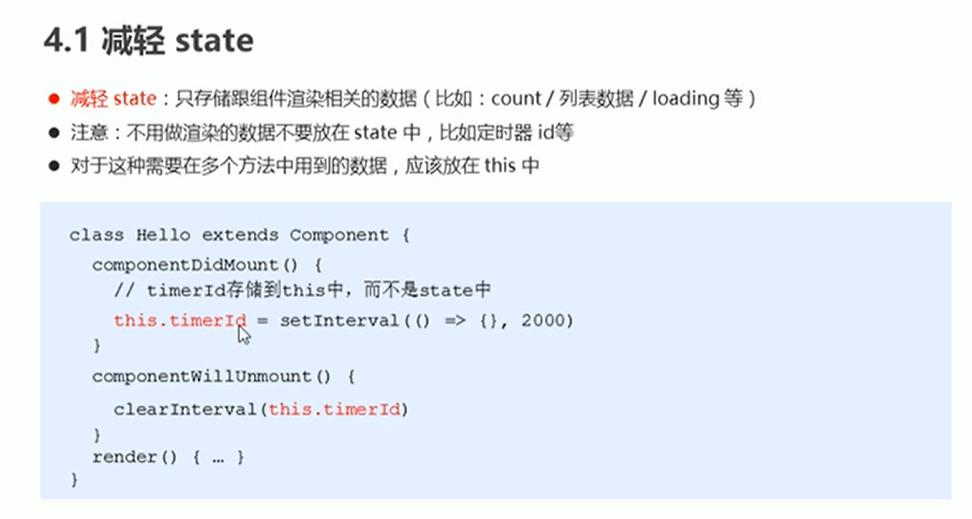 4.1 减轻 state
● 减轻 state：只存储跟组件渲染相关的数据（比如：count / 列表数据 / loading 等）
● 注意：不用做渲染的数据不要放在 state 中，比如定时器 id等
● 对于这种需要在多个方法中用到的数据，应该放在 this 中
class Hello extends Component {
componentDidMount() {
// timerId存储到this中，而不是state中
this.timerId = setInterval(() => {}, 2000)
}
componentWillUnmount() {
clearInterval(this.timerId)
}
render() { … }
}